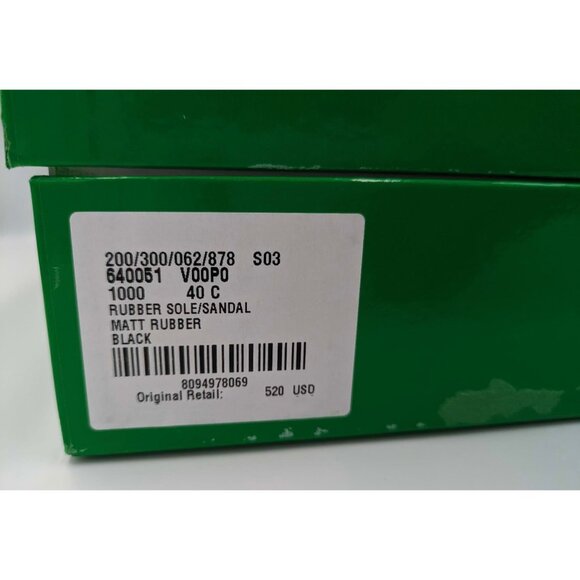 200/300/062/878 S03
640051 V00P0
1000 40 C
RUBBER SOLE/SANDAL
MATT RUBBER
BLACK
8094978069
Original Retail: 520 USD